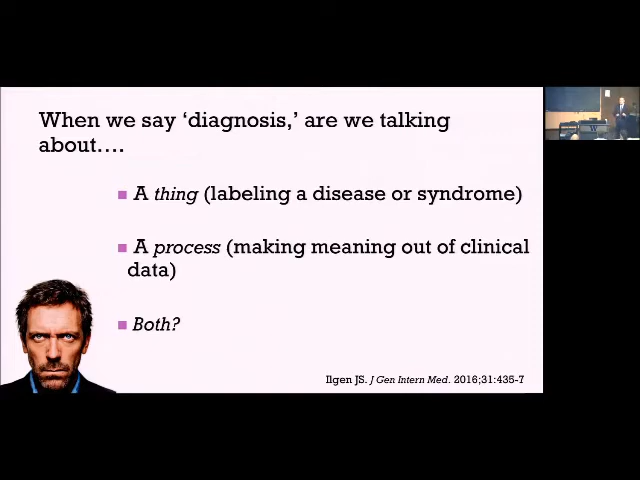 When we say ‘diagnosis,’ are we talking
about….
A thing (labeling a disease or syndrome)
A process (making meaning out of clinical
data)
Both?
Ilgen JS. J Gen Intern Med. 2016;31:435-7